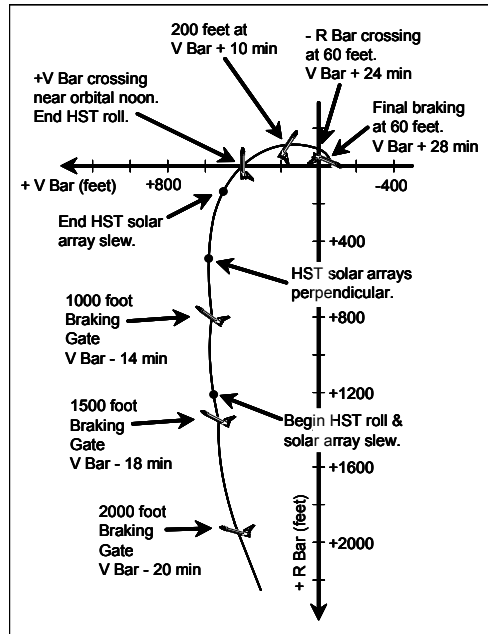 200 feet at
V Bar + 10 min
- R Bar crossing
at 60 feet.
V Bar + 24 min
+V Bar crossing
near orbital noon.
End HST roll.
Final braking
at 60 feet.
V Bar + 28 min
+ V Bar (feet)
+800
-400
End HST solar
array slew.
+400
HST solar arrays
perpendicular.
1000 foot
Braking
Gate
V Bar - 14 min
+800
+1200
1500 foot
Braking
Gate
V Bar - 18 min
Begin HST roll &
solar array slew.
+1600
2000 foot
Braking
Gate
V Bar - 20 min
+2000
+ R Bar (feet)